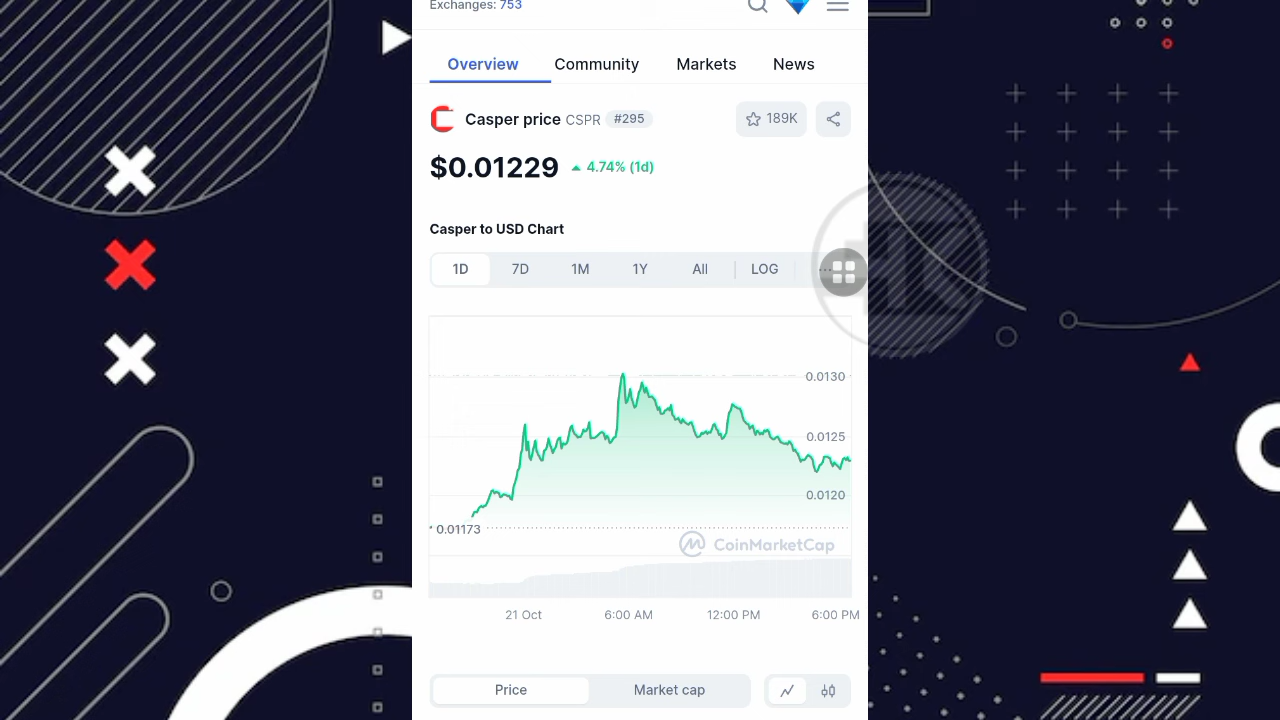 Exchanges: 753
Overview Community Markets News
Casper price CSPR #295 189K
$0.01229 4.74% (1d)
Casper to USD Chart
1D 7D 1M 1Y All LOG ...
0.0130
0.0125
0.0120
0.01173
CoinMarketCap
21 Oct 6:00 AM 12:00 PM 6:00 PM
Price Market cap